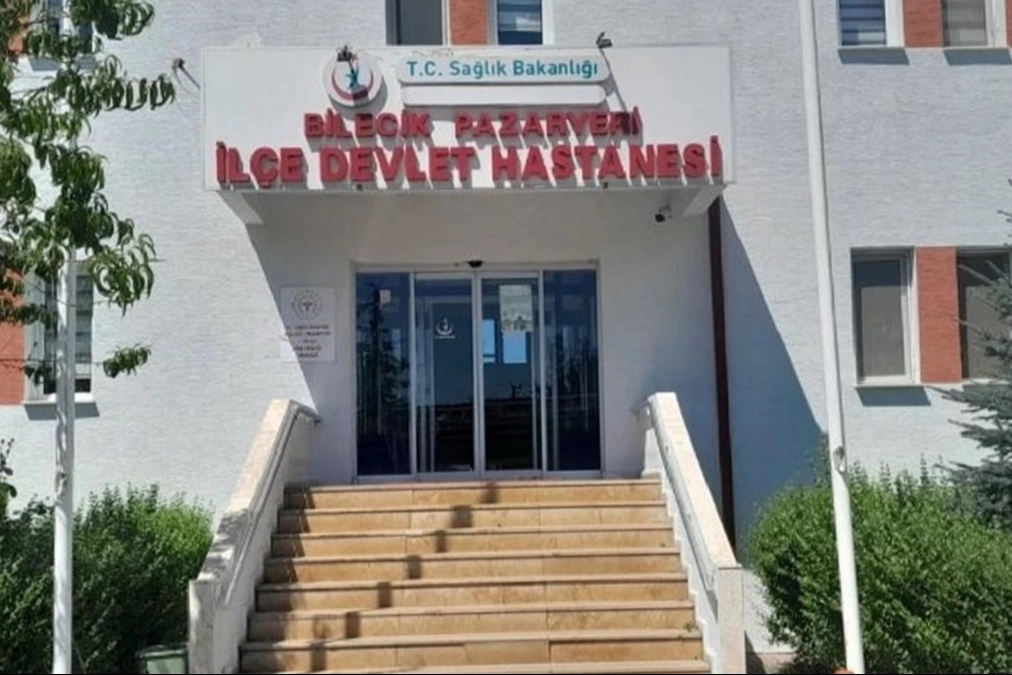 T.C. Sağlık Bakanlığı
BİLECİK PAZARYERİ
İLÇE DEVLET HASTANESİ